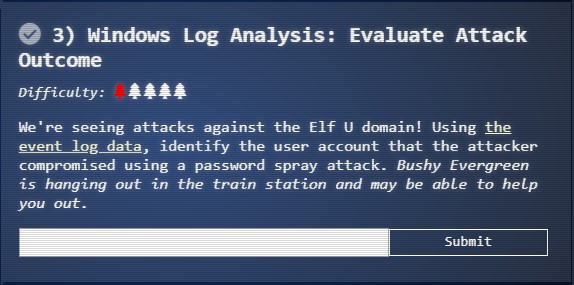 3) Windows Log Analysis: Evaluate Attack
Outcome
Difficulty:
We're seeing attacks against the Elf U domain! Using the
event log data, identify the user account that the attacker
compromised using a password spray attack. Bushy Evergreen
is hanging out in the train station and may be able to help
you out.
Submit